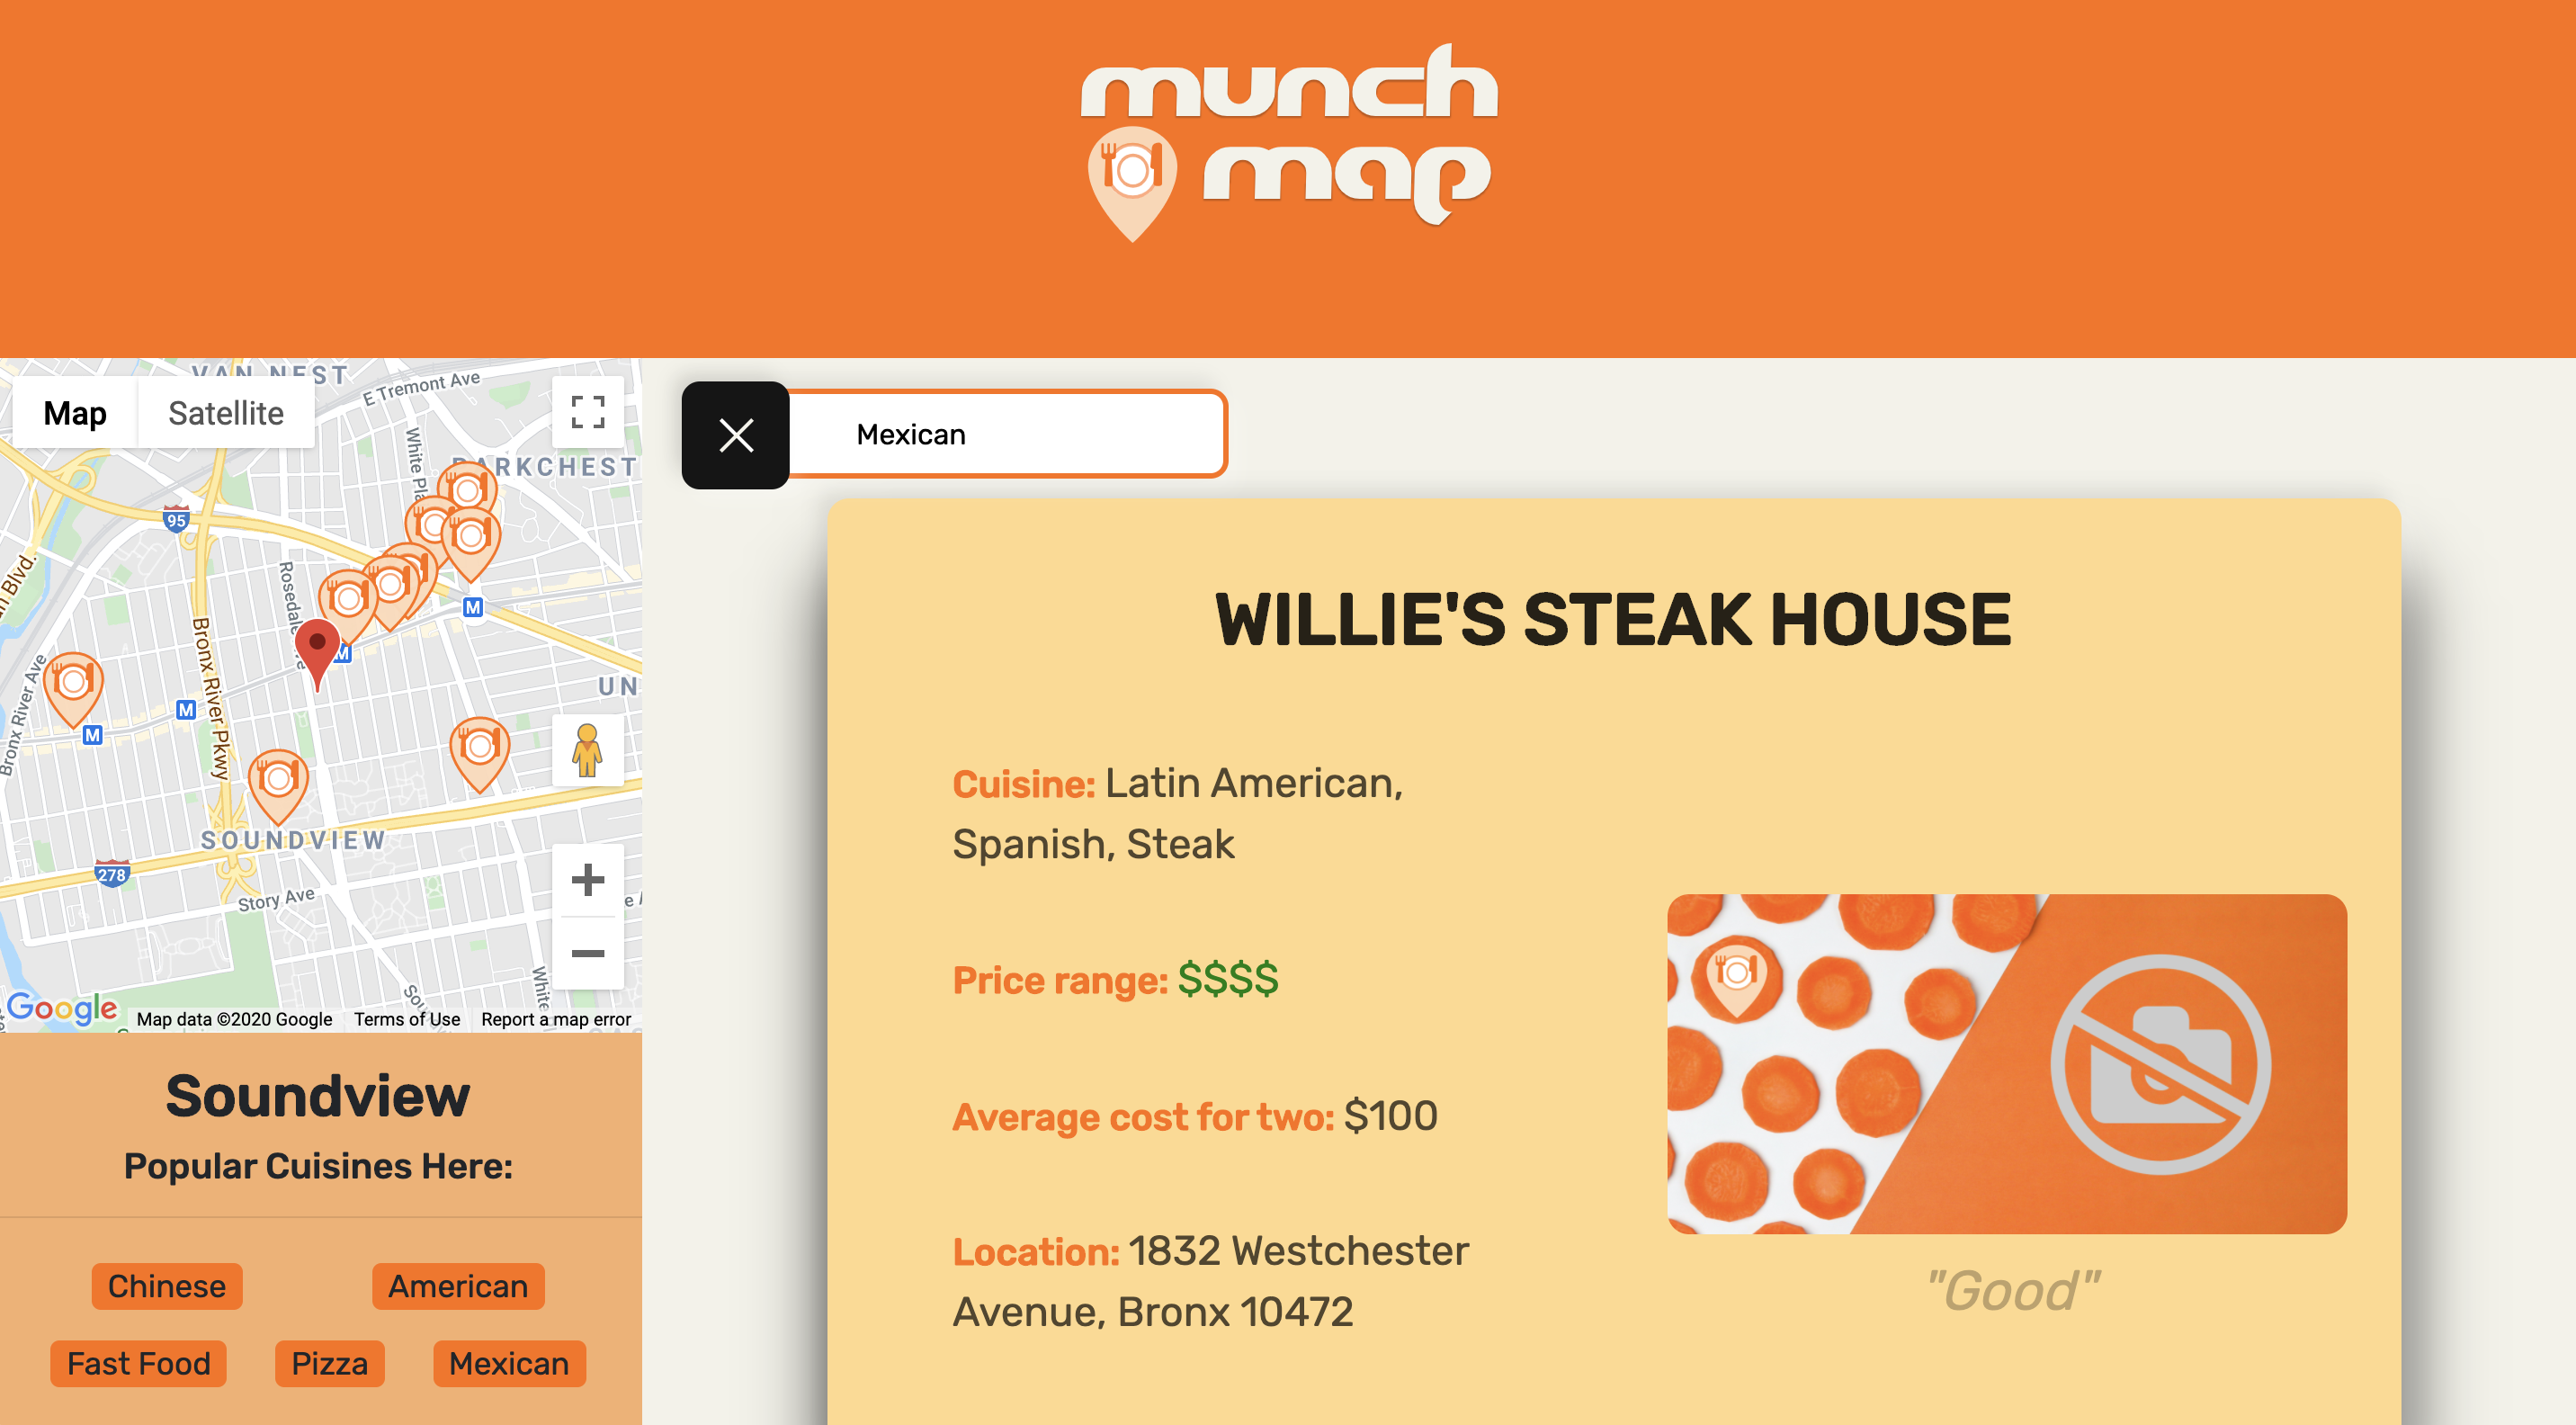 munch
map
VAN NEST
E Tremont Ave
Map
Satellite
White Pla
PARKCHEST
95
Blvd.
Rosedale
M
M
Bronx River Ave
Bronx River Pkwy
UN
M
M
SOUNDVIEW
278
Story Ave
White
Google
Map data ©2020 Google
Terms of Use
Report a map error
Soundview
Popular Cuisines Here:
Chinese
American
Fast Food
Pizza
Mexican
Mexican
WILLIE'S STEAK HOUSE
Cuisine: Latin American,
Spanish, Steak
Price range: $$$$
Average cost for two: $100
Location: 1832 Westchester
Avenue, Bronx 10472
"Good"